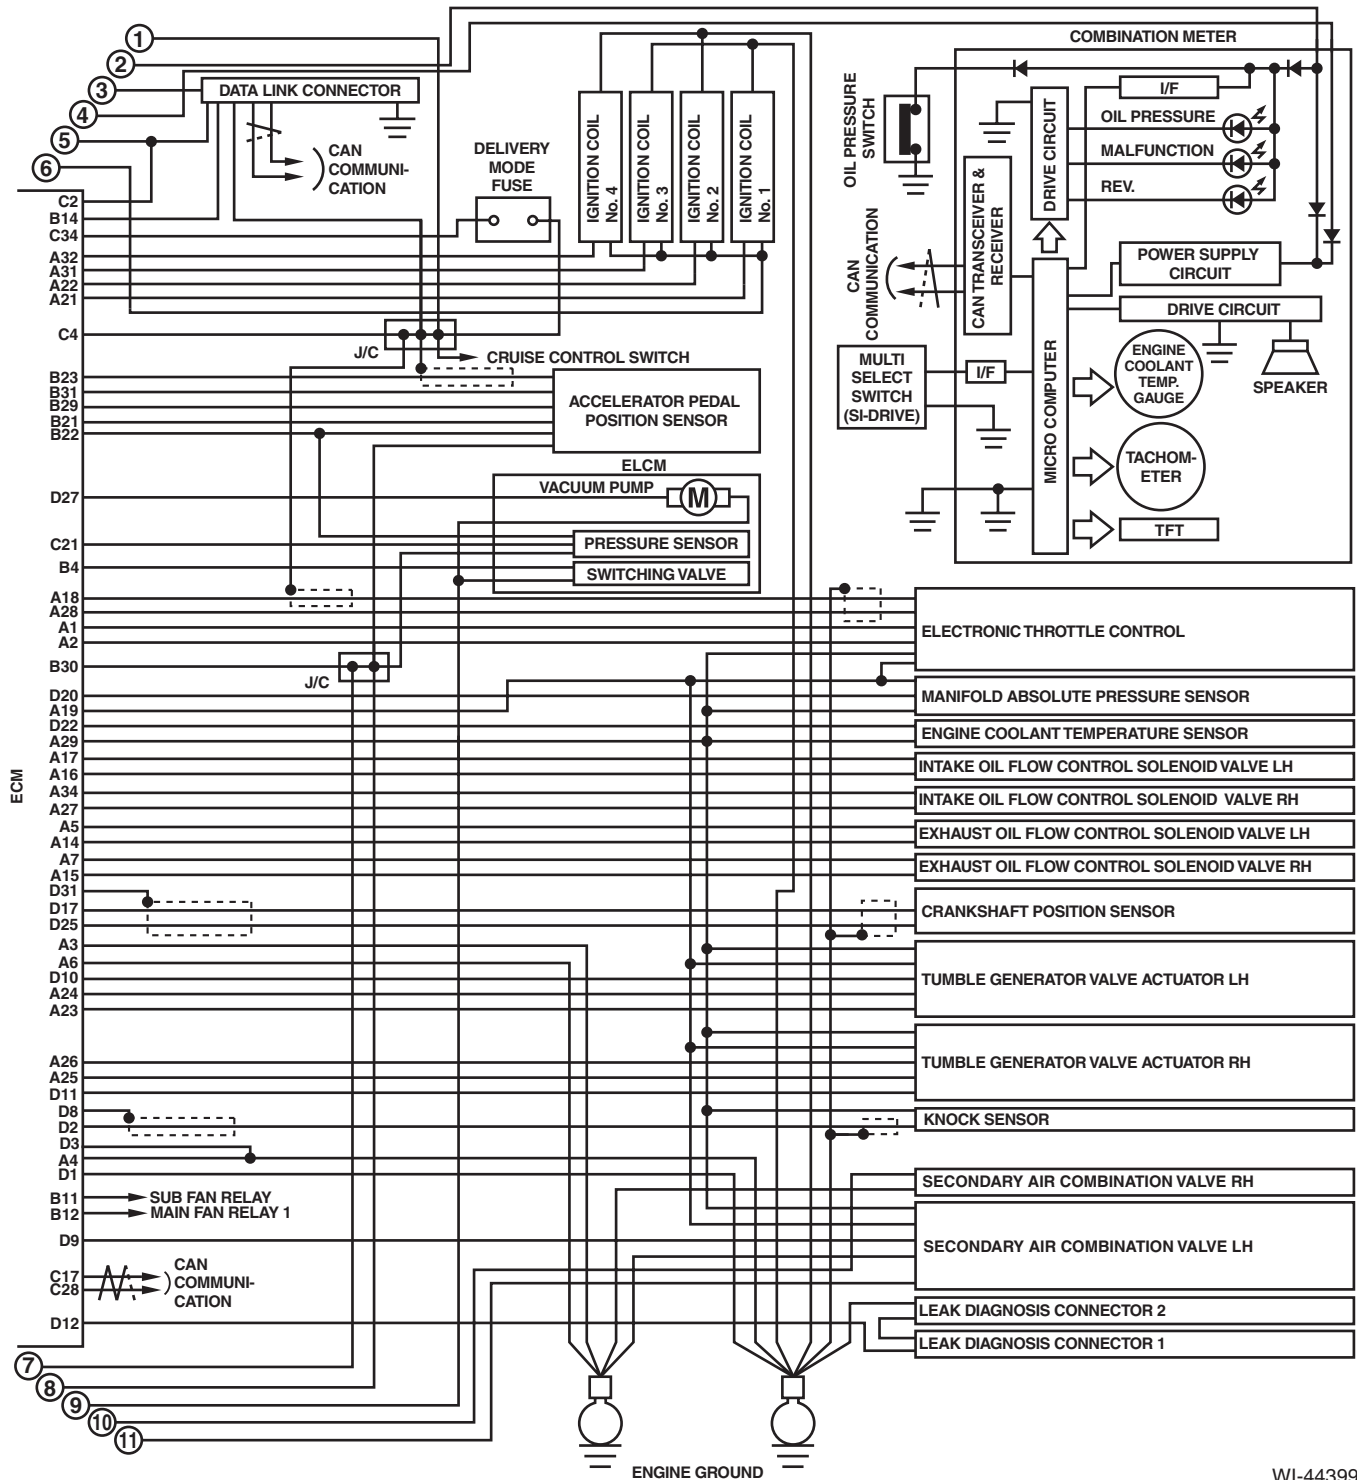 1
2
3
4
5
6
DATA LINK CONNECTOR
CAN
COMMUNI-
CATION
DELIVERY
MODE
FUSE
IGNITION COIL
No. 4
IGNITION COIL
No. 3
IGNITION COIL
No. 2
IGNITION COIL
No. 1
COMBINATION METER
OIL PRESSURE
SWITCH
I/F
DRIVE CIRCUIT
OIL PRESSURE
MALFUNCTION
REV.
CAN TRANSCEIVER &
RECEIVER
CAN
COMMUNICATION
POWER SUPPLY
CIRCUIT
DRIVE CIRCUIT
SPEAKER
MULTI
SELECT
SWITCH
(SI-DRIVE)
I/F
MICRO COMPUTER
ENGINE
COOLANT
TEMP.
GAUGE
TACHOM-
ETER
TFT
ECM
C2
B14
C34
A32
A31
A22
A21
C4
J/C
CRUISE CONTROL SWITCH
B23
B31
B29
B21
B22
ACCELERATOR PEDAL
POSITION SENSOR
ELCM
D27
VACUUM PUMP
M
C21
PRESSURE SENSOR
B4
SWITCHING VALVE
A18
A28
A1
A2
ELECTRONIC THROTTLE CONTROL
B30
J/C
D20
A19
MANIFOLD ABSOLUTE PRESSURE SENSOR
D22
A29
ENGINE COOLANT TEMPERATURE SENSOR
A17
A16
INTAKE OIL FLOW CONTROL SOLENOID VALVE LH
A34
A27
INTAKE OIL FLOW CONTROL SOLENOID VALVE RH
A5
A14
EXHAUST OIL FLOW CONTROL SOLENOID VALVE LH
A7
A15
EXHAUST OIL FLOW CONTROL SOLENOID VALVE RH
D31
D17
D25
CRANKSHAFT POSITION SENSOR
A3
A6
D10
A24
A23
TUMBLE GENERATOR VALVE ACTUATOR LH
A26
A25
D11
TUMBLE GENERATOR VALVE ACTUATOR RH
D8
D2
KNOCK SENSOR
D3
A4
D1
SECONDARY AIR COMBINATION VALVE RH
B11
SUB FAN RELAY
B12
MAIN FAN RELAY 1
D9
SECONDARY AIR COMBINATION VALVE LH
C17
C28
CAN
COMMUNI-
CATION
D12
LEAK DIAGNOSIS CONNECTOR 2
LEAK DIAGNOSIS CONNECTOR 1
7
8
9
10
11
ENGINE GROUND
WI-44399